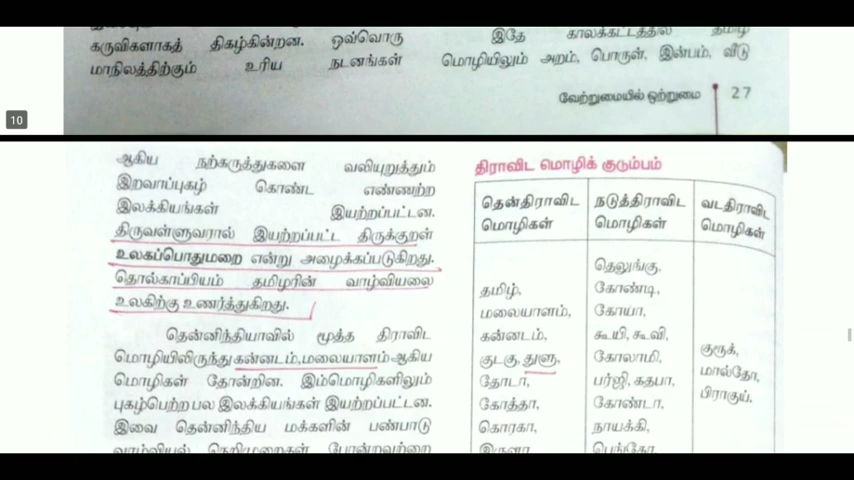 கருவிகளாகத் திகழ்கின்றன. ஒவ்வொரு
மாநிலத்திற்கும் உரிய நடனங்கள்
இதே காலக்கட்டத்தில் தமிழ்
மொழியிலும் அறம், பொருள், இன்பம், வீடு
வேற்றுமையில் ஒற்றுமை 27
10
ஆகிய நற்கருத்துகளை வலியுறுத்தும்
இறவாப்புகழ் கொண்ட எண்ணற்ற
இலக்கியங்கள் இயற்றப்பட்டன.
திருவள்ளுவரால் இயற்றப்பட்ட திருக்குறள்
உலகப்பொதுமறை என்று அழைக்கப்படுகிறது.
தொல்காப்பியம் தமிழரின் வாழ்வியலை
உலகிற்கு உணர்த்துகிறது.
தென்னிந்தியாவில் மூத்த திராவிட
மொழியிலிருந்து கன்னடம், மலையாளம் ஆகிய
மொழிகள் தோன்றின. இம்மொழிகளிலும்
புகழ்பெற்ற பல இலக்கியங்கள் இயற்றப்பட்டன.
இவை தென்னிந்திய மக்களின் பண்பாடு
வாழ்வியல் நெறிமுறைகள் போன்றவற்றை
திராவிட மொழிக் குடும்பம்
தென்திராவிட மொழிகள்
நடுத்திராவிட மொழிகள்
வடதிராவிட மொழிகள்
தமிழ்,
மலையாளம்,
கன்னடம்,
குடகு, துளு,
தோடா,
கோத்தா,
கொரகா,
இருளா
தெலுங்கு,
கோண்டி,
கோயா,
கூயி, கூவி,
கோலாமி,
பர்ஜி, கதபா,
கோண்டா,
நாயக்கி,
பெங்கோ
குரூக்,
மால்தோ,
பிராகுய்.